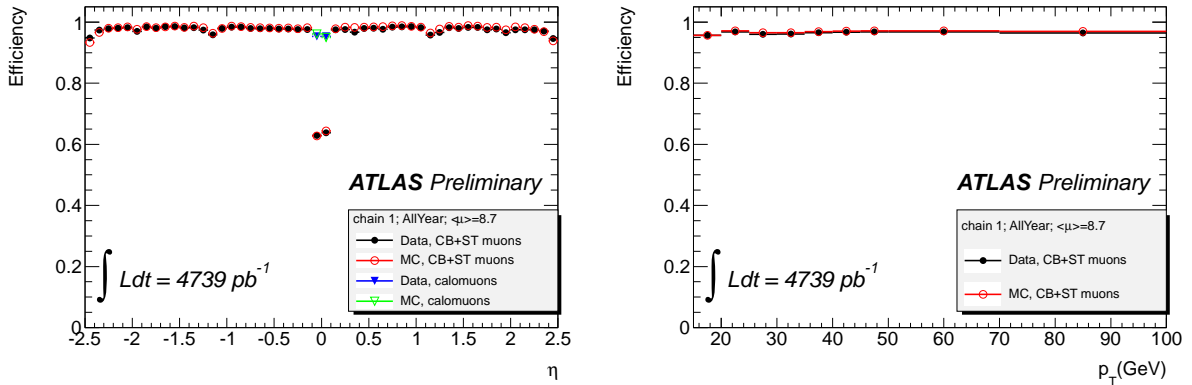 Efficiency
1
0.8
0.6
0.4
0.2
0
ATLAS Preliminary
chain 1; AllYear; <μ>=8.7
Data, CB+ST muons
MC, CB+ST muons
Data, calomuons
MC, calomuons
∫ Ldt = 4739 pb⁻¹
-2.5 -2 -1.5 -1 -0.5 0 0.5 1 1.5 2 2.5
η
Efficiency
1
0.8
0.6
0.4
0.2
0
ATLAS Preliminary
chain 1; AllYear; <μ>=8.7
Data, CB+ST muons
MC, CB+ST muons
∫ Ldt = 4739 pb⁻¹
20 30 40 50 60 70 80 90 100
p_T(GeV)